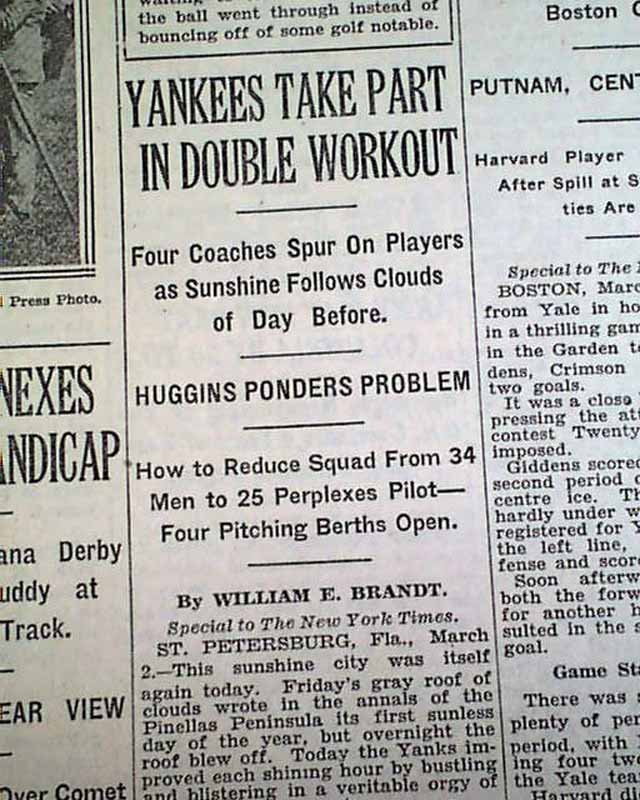 waiting to
the ball went through instead of
bouncing off of some golf notable.
YANKEES TAKE PART
IN DOUBLE WORKOUT
Four Coaches Spur On Players
as Sunshine Follows Clouds
of Day Before.
HUGGINS PONDERS PROBLEM
How to Reduce Squad From 34
Men to 25 Perplexes Pilot—
Four Pitching Berths Open.
By WILLIAM E. BRANDT.
Special to The New York Times.
ST. PETERSBURG, Fla., March
2.—This sunshine city was itself
again today. Friday's gray roof of
clouds wrote in the annals of the
Pinellas Peninsula its first sunless
day of the year, but overnight the
roof blew off. Today the Yanks im-
proved each shining hour by bustling
and blistering in a veritable orgy of
Press Photo.
NEXES
ANDICAP
ana Derby
uddy at
Track.
EAR VIEW
Over Comet
Boston
PUTNAM, CEN
Harvard Player
After Spill at S
ties Are
Special to The
BOSTON, Marc
from Yale in ho
in a thrilling gam
in the Garden to
dens, Crimson
two goals.
It was a close
pressing the att
contest Twenty
imposed.
Giddens scored
second period
centre ice. Th
hardly under w
registered for Y
the left line,
fense and score
Soon afterw
both the forw
for another
sulted in the s
goal.
Game Sta
There was
plenty of per
period, with
ing four tw
the Yale tea
Harvard di